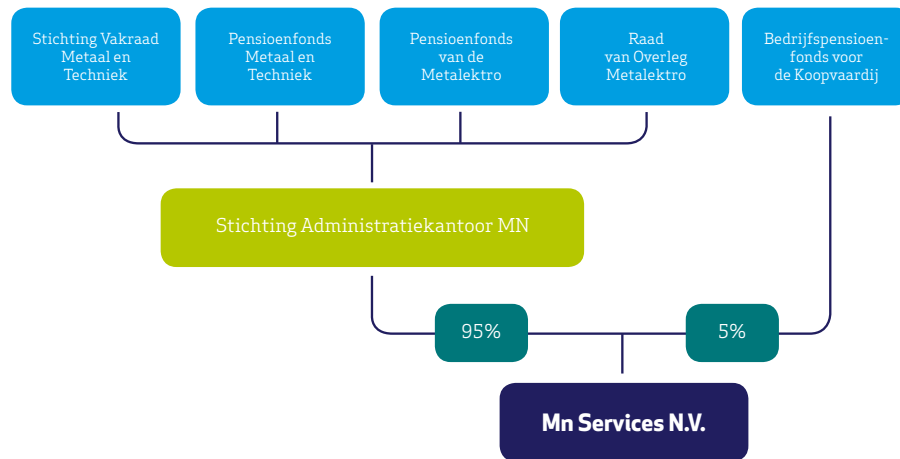 Stichting Vakraad
Metaal en
Techniek
Pensioenfonds
Metaal en
Techniek
Pensioenfonds
van de
Metalektro
Raad
van Overleg
Metalektro
Bedrijfspensioen-
fonds voor
de Koopvaardij
Stichting Administratiekantoor MN
95%
5%
Mn Services N.V.